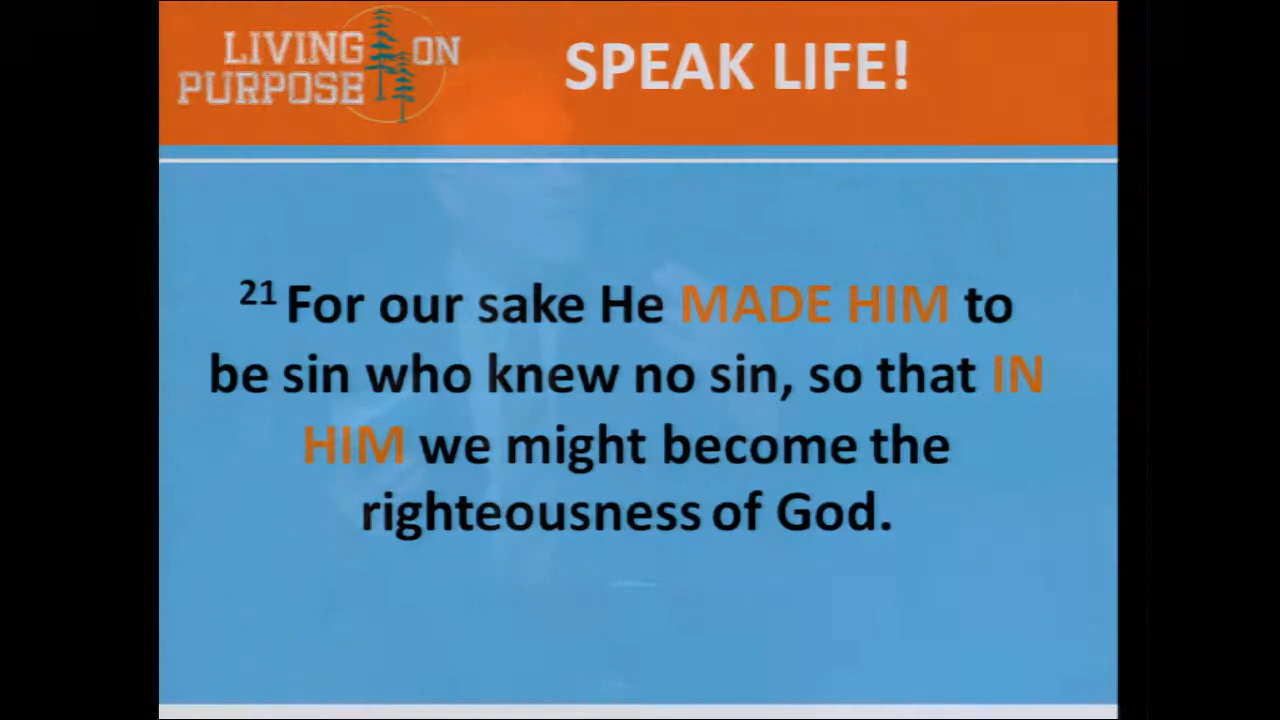 LIVING ON
PURPOSE
SPEAK LIFE!
21 For our sake He MADE HIM to
be sin who knew no sin, so that IN
HIM we might become the
righteousness of God.